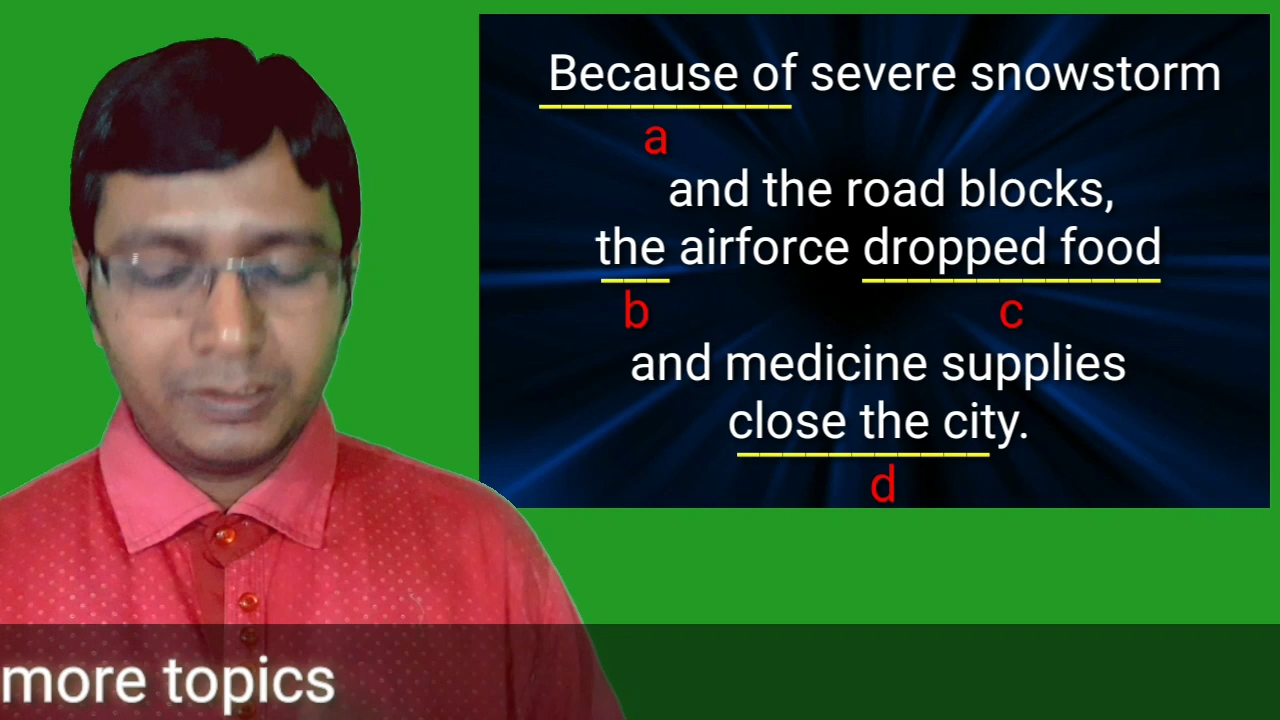 Because of severe snowstorm
a
and the road blocks,
the airforce dropped food
b c
and medicine supplies
close the city.
d
more topics